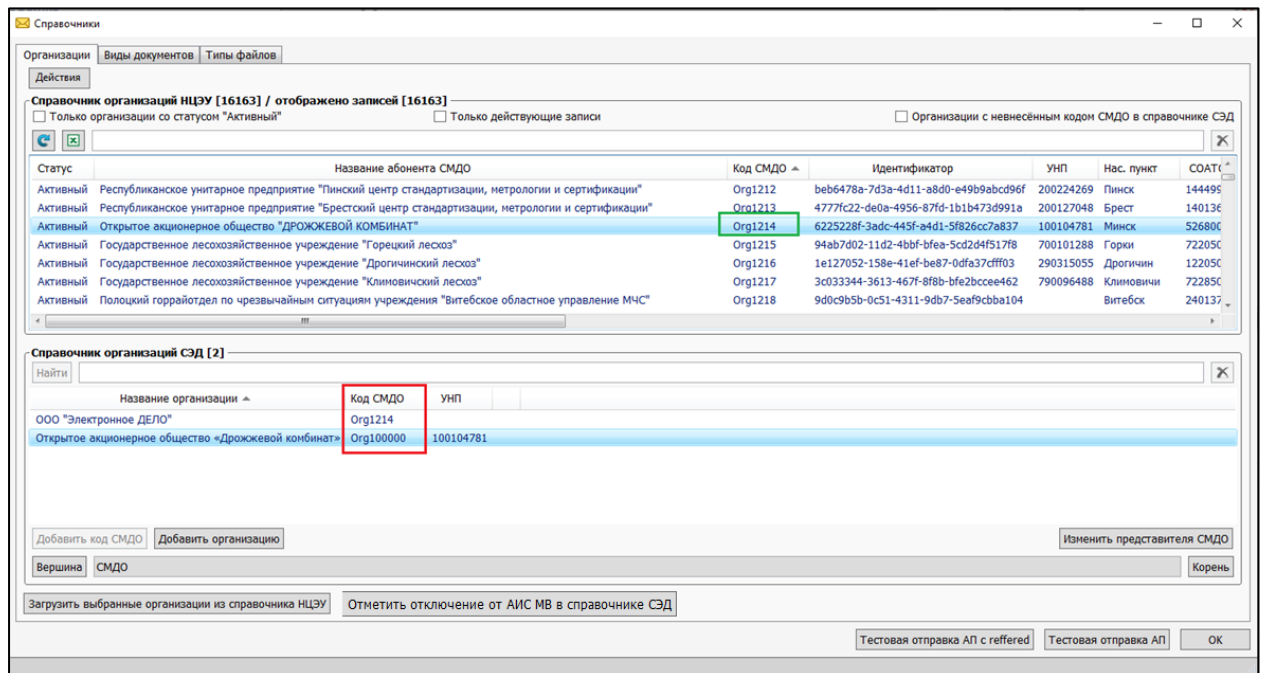 Справочники
Организации Виды документов Типы файлов
Действия
Справочник организаций НЦЭУ [16163] / отображено записей [16163]
Только организации со статусом "Активный" Только действующие записи Организации с невнесённым кодом СМДО в справочнике СЭД
Статус Название абонента СМДО Код СМДО Идентификатор УНП Нас. пункт СОАТ
Активный Республиканское унитарное предприятие "Пинский центр стандартизации, метрологии и сертификации" Org1212 beb6478a-7d3a-4d11-a8d0-e49b9abcd96f 200224269 Пинск 144499
Активный Республиканское унитарное предприятие "Брестский центр стандартизации, метрологии и сертификации" Org1213 4777fc22-de0a-4956-87fd-1b1b473d991a 200127048 Брест 140136
Активный Открытое акционерное общество "ДРОЖЖЕВОЙ КОМБИНАТ" Org1214 6225228f-3adc-445f-a4d1-5f826cc7a837 100104781 Минск 526800
Активный Государственное лесохозяйственное учреждение "Горецкий лесхоз" Org1215 94ab7d02-11d2-4bbf-bfea-5cd2d4f517f8 700101288 Горки 722050
Активный Государственное лесохозяйственное учреждение "Дрогичинский лесхоз" Org1216 1e127052-158e-41ef-be87-0dfa37cfff03 290315055 Дрогичин 122050
Активный Государственное лесохозяйственное учреждение "Климовичский лесхоз" Org1217 3c033344-3613-467f-8f8b-bfe2bccee462 790096488 Климовичи 722850
Активный Полоцкий горрайотдел по чрезвычайным ситуациям учреждения "Витебское областное управление МЧС" Org1218 9d0c9b5b-0c51-4311-9db7-5eaf9cbba104 Витебск 240137
Справочник организаций СЭД [2]
Найти
Название организации Код СМДО УНП
ООО "Электронное ДЕЛО" Org1214
Открытое акционерное общество «Дрожжевой комбинат» Org100000 100104781
Добавить код СМДО Добавить организацию Изменить представителя СМДО
Вершина СМДО Корень
Загрузить выбранные организации из справочника НЦЭУ Отметить отключение от АИС МВ в справочнике СЭД
Тестовая отправка АП с reffered Тестовая отправка АП ОК